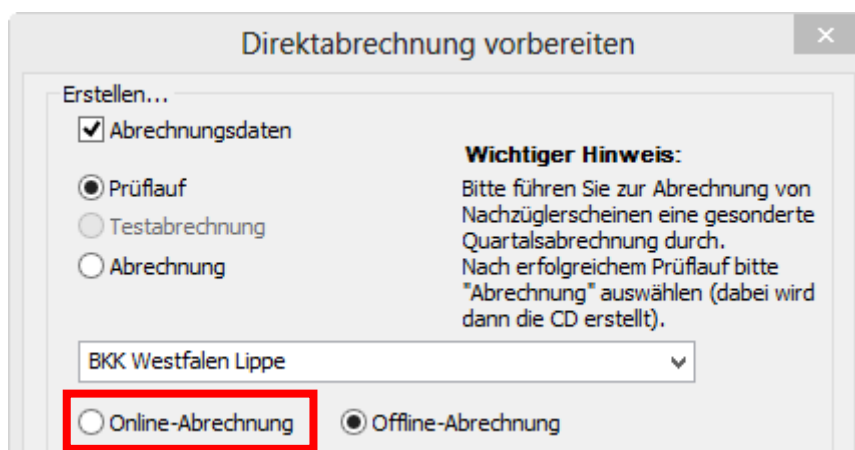 Direktabrechnung vorbereiten
Erstellen...
Abrechnungsdaten
Prüflauf
Testabrechnung
Abrechnung
Wichtiger Hinweis:
Bitte führen Sie zur Abrechnung von
Nachzüglerscheinen eine gesonderte
Quartalsabrechnung durch.
Nach erfolgreichem Prüflauf bitte
"Abrechnung" auswählen (dabei wird
dann die CD erstellt).
BKK Westfalen Lippe
Online-Abrechnung Offline-Abrechnung